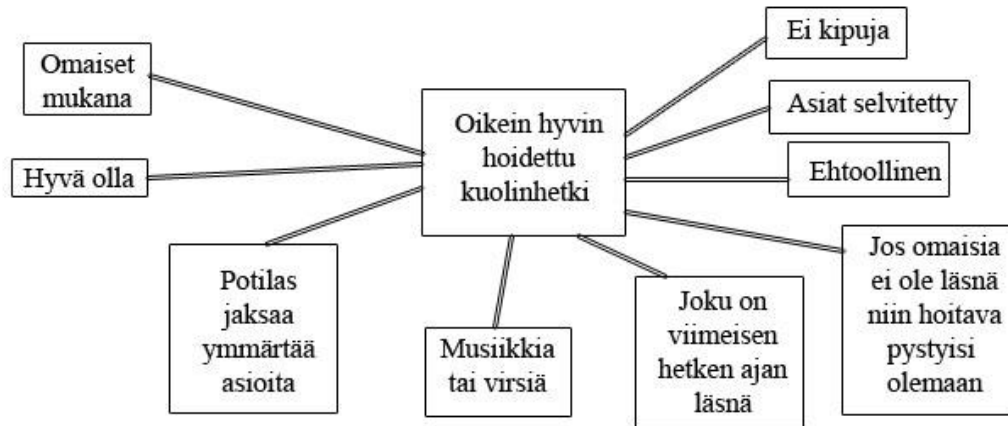 Oikein hyvin
hoidettu
kuolinhetki
Omaiset
mukana
Hyvä olla
Potilas
jaksaa
ymmärtää
asioita
Musiikkia
tai virsiä
Joku on
viimeisen
hetken ajan
läsnä
Jos omaisia
ei ole läsnä
niin hoitava
pystyisi
olemaan
Ehtoollinen
Asiat selvitetty
Ei kipuja